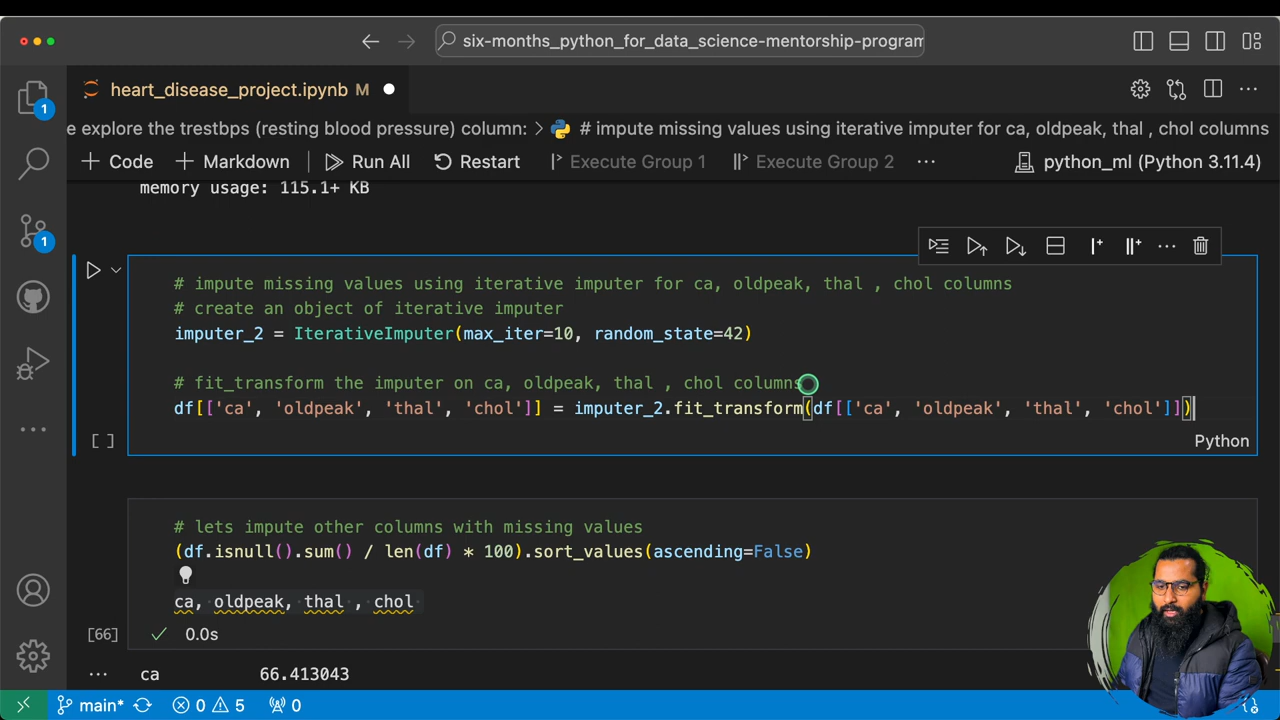 six-months_python_for_data_science-mentorship-program
heart_disease_project.ipynb M
e explore the trestbps (resting blood pressure) column: > # impute missing values using iterative imputer for ca, oldpeak, thal , chol columns
+ Code + Markdown Run All Restart Execute Group 1 Execute Group 2 ... python_ml (Python 3.11.4)
memory usage: 115.1+ KB
# impute missing values using iterative imputer for ca, oldpeak, thal , chol columns
# create an object of iterative imputer
imputer_2 = IterativeImputer(max_iter=10, random_state=42)
# fit_transform the imputer on ca, oldpeak, thal , chol columns
df[['ca', 'oldpeak', 'thal', 'chol']] = imputer_2.fit_transform(df[['ca', 'oldpeak', 'thal', 'chol']])
[ ] Python
# lets impute other columns with missing values
(df.isnull().sum() / len(df) * 100).sort_values(ascending=False)
ca, oldpeak, thal , chol
[66] 0.0s
... ca 66.413043
main* 0 5 0
1
1